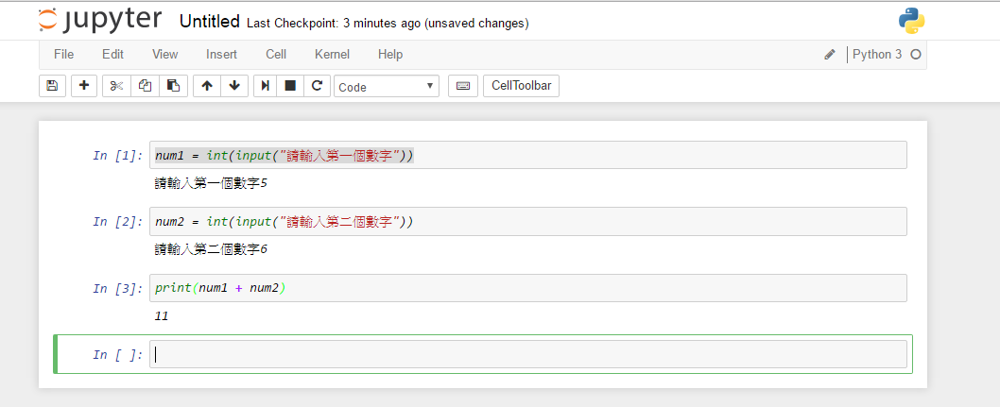 jupyter Untitled Last Checkpoint: 3 minutes ago (unsaved changes)
File Edit View Insert Cell Kernel Help Python 3
Code CellToolbar
In [1]: num1 = int(input("請輸入第一個數字"))
請輸入第一個數字5
In [2]: num2 = int(input("請輸入第二個數字"))
請輸入第二個數字6
In [3]: print(num1 + num2)
11
In [ ]: